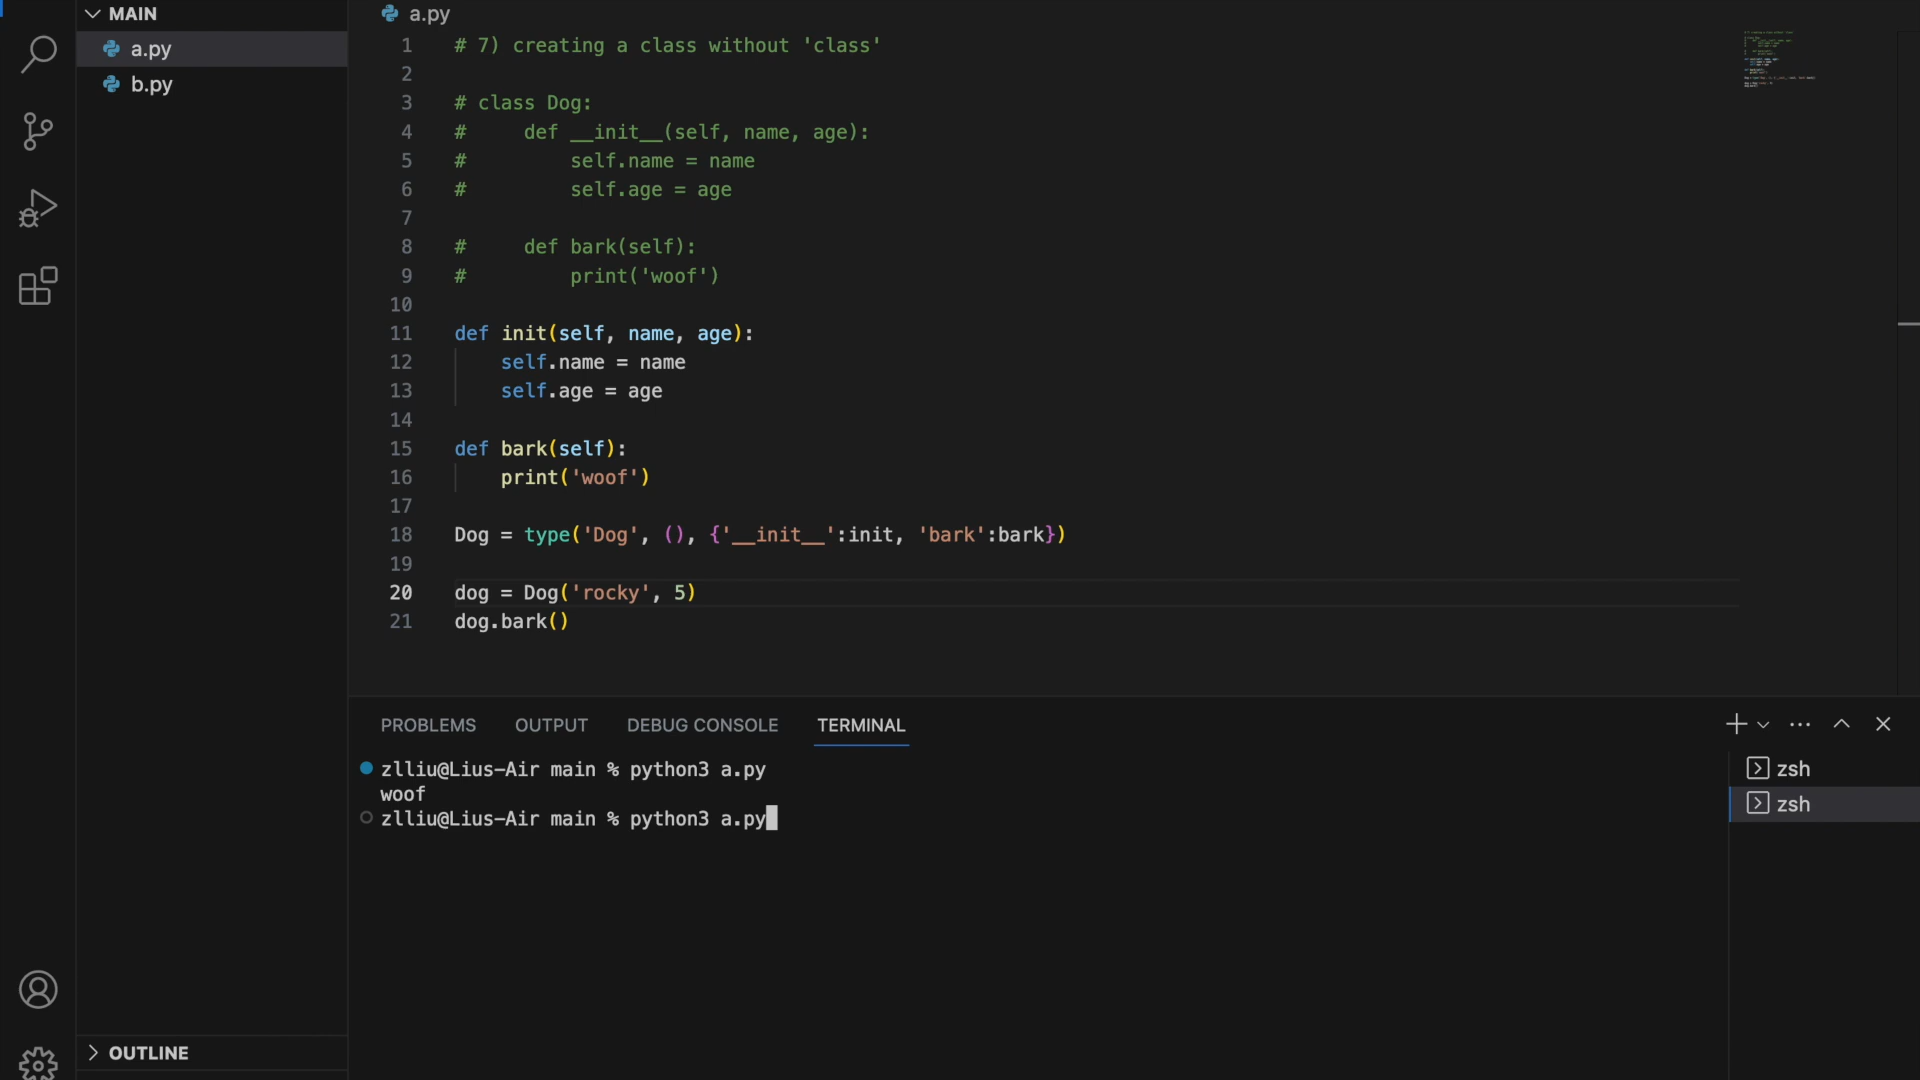 MAIN
a.py
b.py
OUTLINE
a.py
1 # 7) creating a class without 'class'
2
3 # class Dog:
4 #     def __init__(self, name, age):
5 #         self.name = name
6 #         self.age = age
7
8 #     def bark(self):
9 #         print('woof')
10
11 def init(self, name, age):
12     self.name = name
13     self.age = age
14
15 def bark(self):
16     print('woof')
17
18 Dog = type('Dog', (), {'__init__':init, 'bark':bark})
19
20 dog = Dog('rocky', 5)
21 dog.bark()
PROBLEMS OUTPUT DEBUG CONSOLE TERMINAL
zlliu@Lius-Air main % python3 a.py
woof
zlliu@Lius-Air main % python3 a.py
zsh
zsh